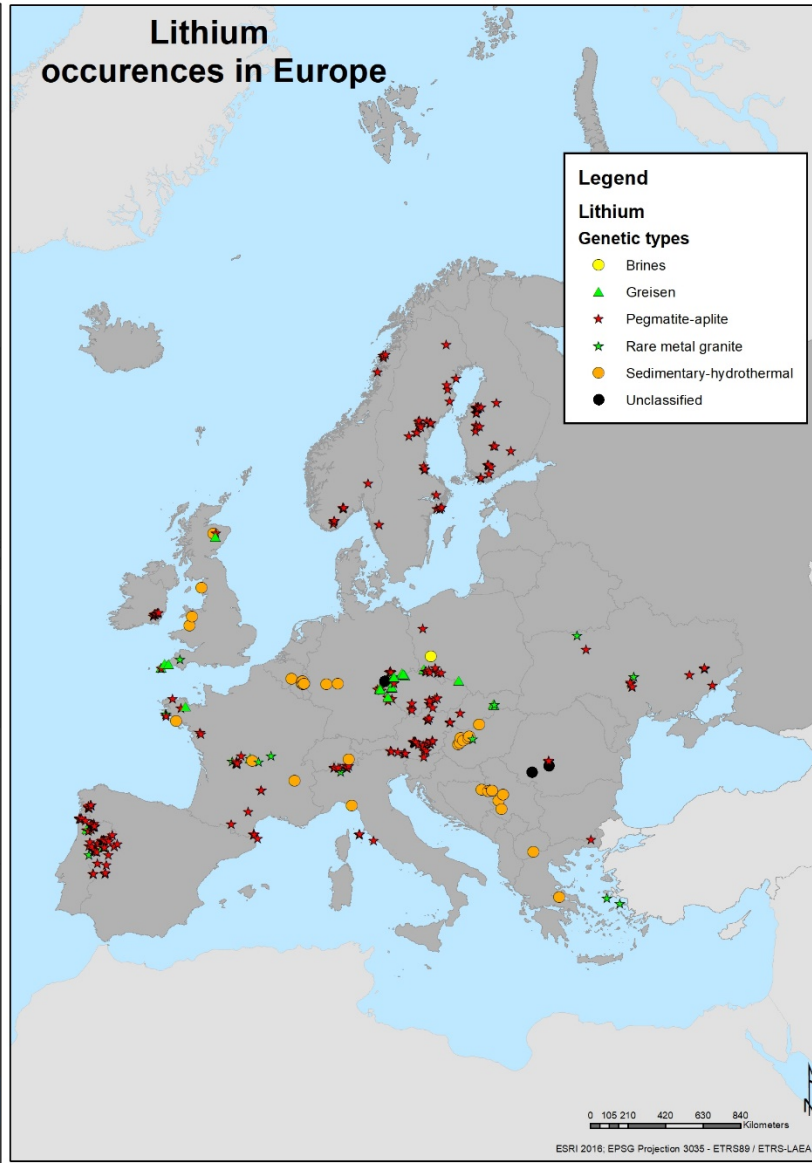 Lithium
occurences in Europe
Legend
Lithium
Genetic types
Brines
Greisen
Pegmatite-aplite
Rare metal granite
Sedimentary-hydrothermal
Unclassified
N
0 105 210 420 630 840
Kilometers
ESRI 2016; EPSG Projection 3035 - ETRS89 / ETRS-LAEA